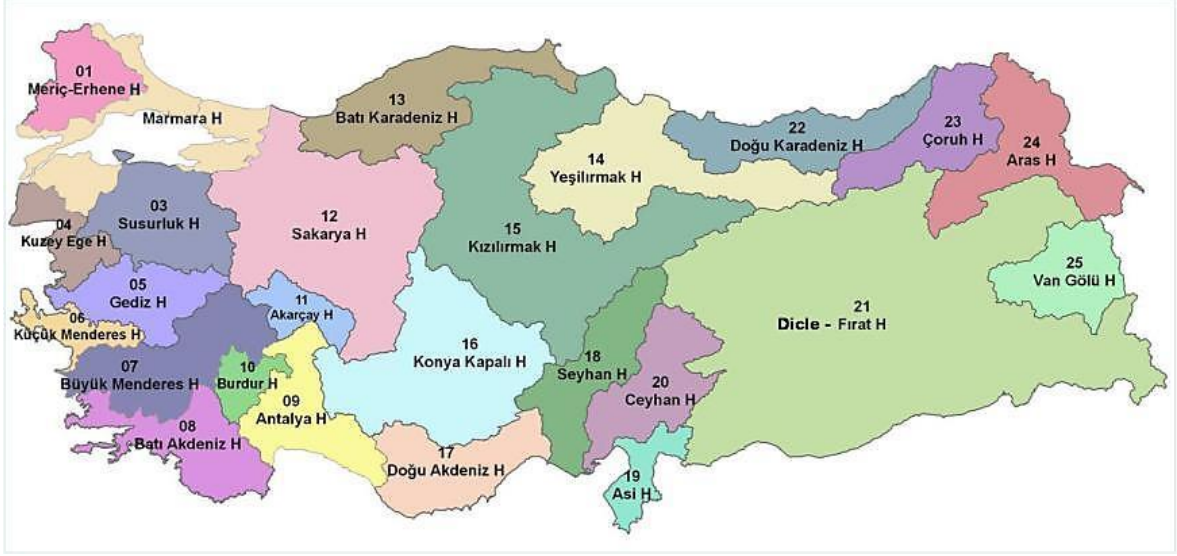 01
Meriç-Erhene H
Marmara H
03
Susurluk H
04
Kuzey Ege H
05
Gediz H
06
Küçük Menderes H
07
Büyük Menderes H
08
Batı Akdeniz H
09
Antalya H
10
Burdur H
11
Akarçay H
12
Sakarya H
13
Batı Karadeniz H
14
Yeşilırmak H
15
Kızılırmak H
16
Konya Kapalı H
17
Doğu Akdeniz H
18
Seyhan H
19
Asi H
20
Ceyhan H
21
Dicle - Fırat H
22
Doğu Karadeniz H
23
Çoruh H
24
Aras H
25
Van Gölü H